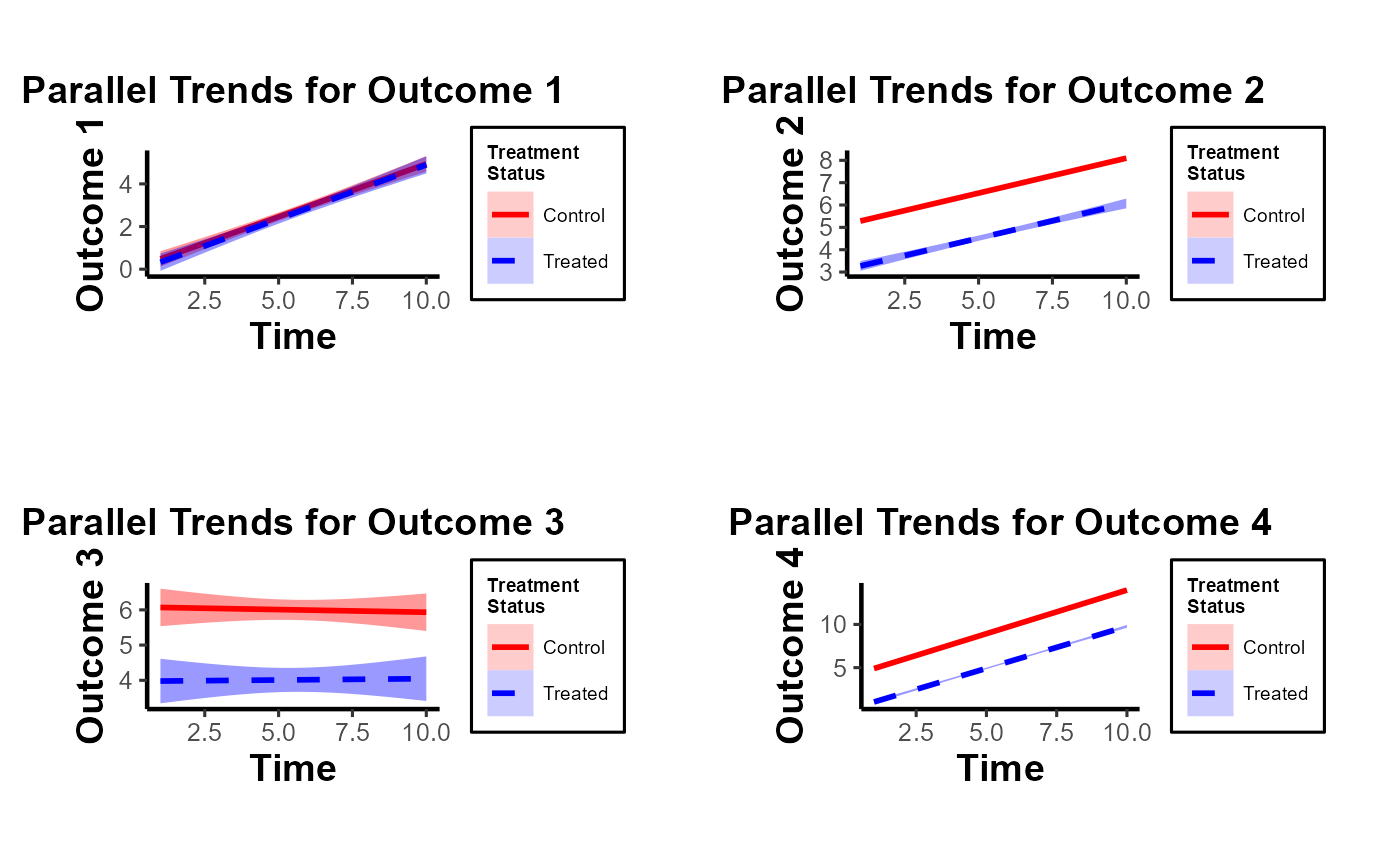 Parallel Trends for Outcome 1
Outcome 1
4
2
0
2.5 5.0 7.5 10.0
Time
Treatment
Status
Control
Treated
Parallel Trends for Outcome 2
Outcome 2
8
7
6
5
4
3
2.5 5.0 7.5 10.0
Time
Treatment
Status
Control
Treated
Parallel Trends for Outcome 3
Outcome 3
6
5
4
2.5 5.0 7.5 10.0
Time
Treatment
Status
Control
Treated
Parallel Trends for Outcome 4
Outcome 4
10
5
2.5 5.0 7.5 10.0
Time
Treatment
Status
Control
Treated